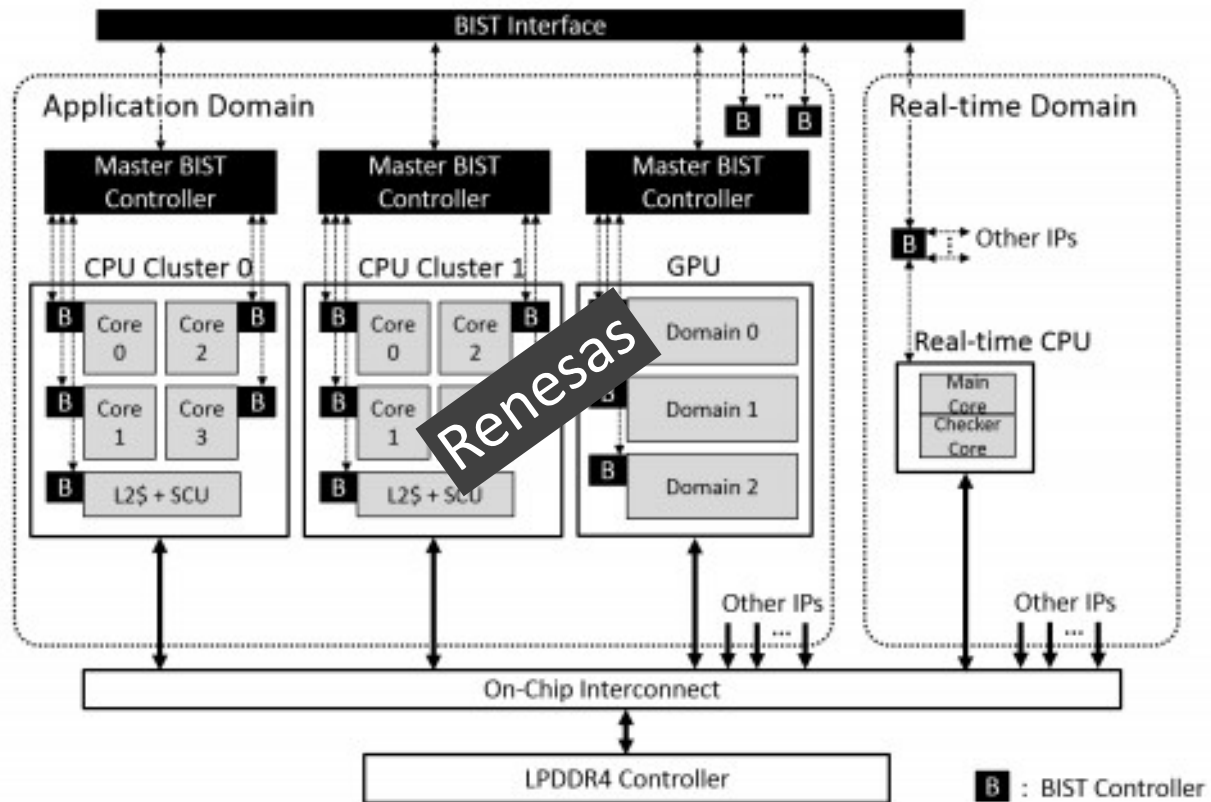 BIST Interface
Application Domain
B
...
B
Real-time Domain
Master BIST
Controller
Master BIST
Controller
Master BIST
Controller
B
Other IPs
CPU Cluster 0
CPU Cluster 1
GPU
B
Core
0
Core
2
B
B
Core
1
Core
3
B
B
L2$ + SCU
B
Core
0
Core
2
B
B
Core
1
B
L2$ + SCU
Domain 0
Domain 1
B
Domain 2
Renesas
Real-time CPU
Main
Core
Checker
Core
Other IPs
...
Other IPs
...
On-Chip Interconnect
LPDDR4 Controller
B : BIST Controller